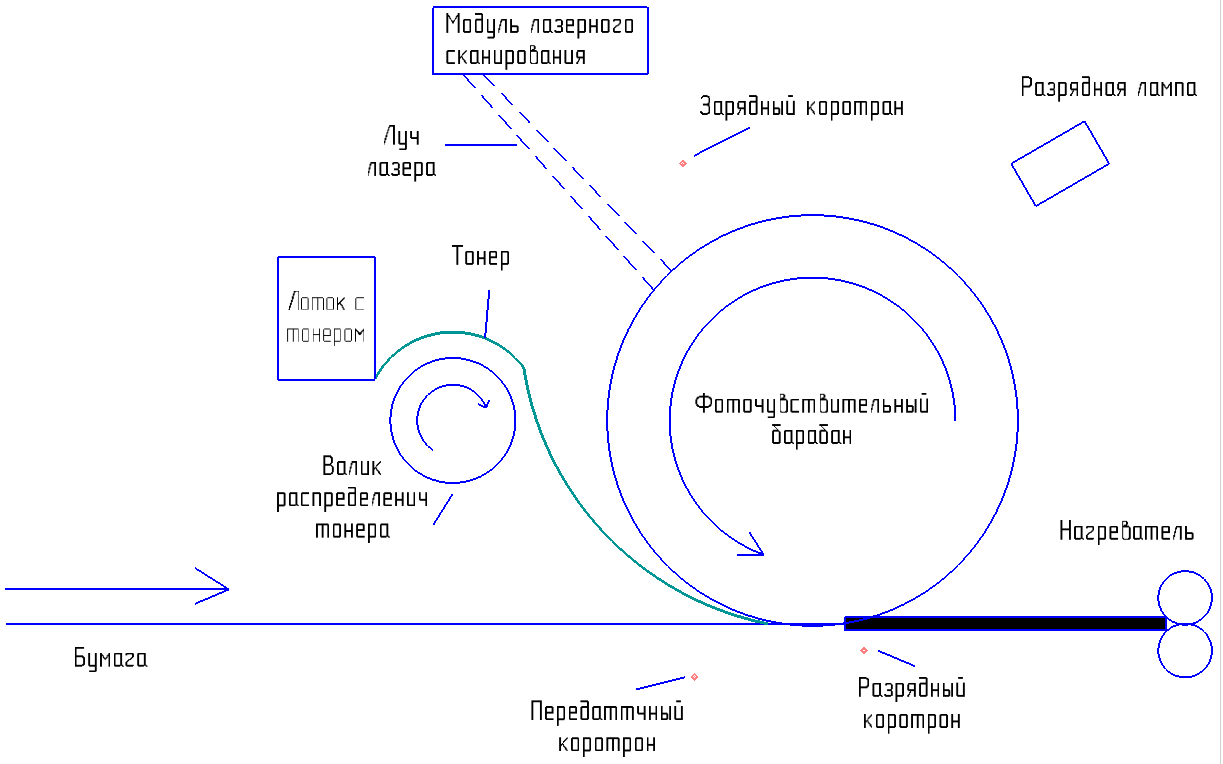 Модуль лазерного
сканирования
Зарядный коротран
Разрядная лампа
Луч
лазера
Тонер
Лоток с
тонером
Фоточувствительный
барабан
Валик
распределенич
тонера
Нагреватель
Бумага
Передаттчный
коротрон
Разрядный
коротрон